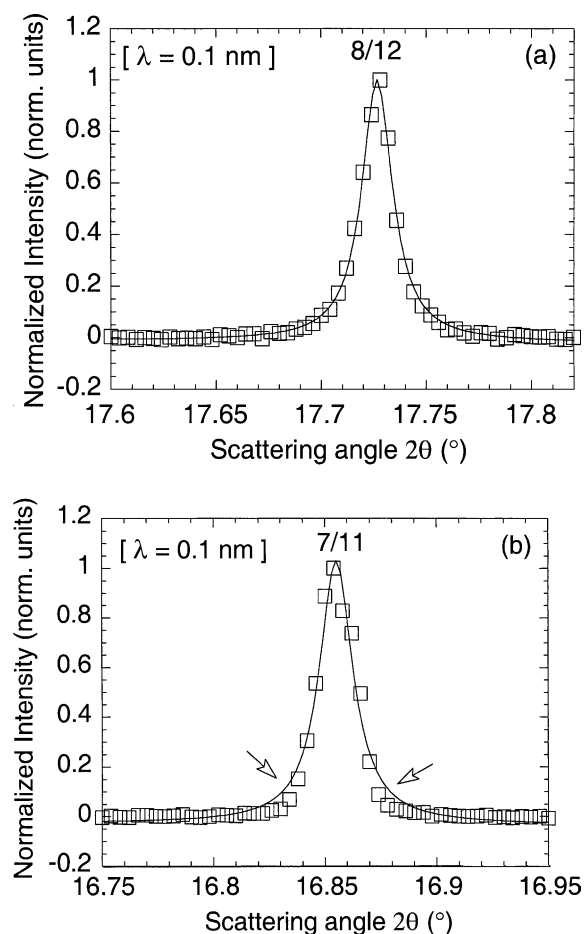 1.2
[ λ = 0.1 nm ]
8/12
(a)
1
0.8
0.6
0.4
0.2
0
-0.2
Normalized Intensity (norm. units)
17.6 17.65 17.7 17.75 17.8
Scattering angle 2θ (°)
1.2
[ λ = 0.1 nm ]
7/11
(b)
1
0.8
0.6
0.4
0.2
0
-0.2
Normalized Intensity (norm. units)
16.75 16.8 16.85 16.9 16.95
Scattering angle 2θ (°)